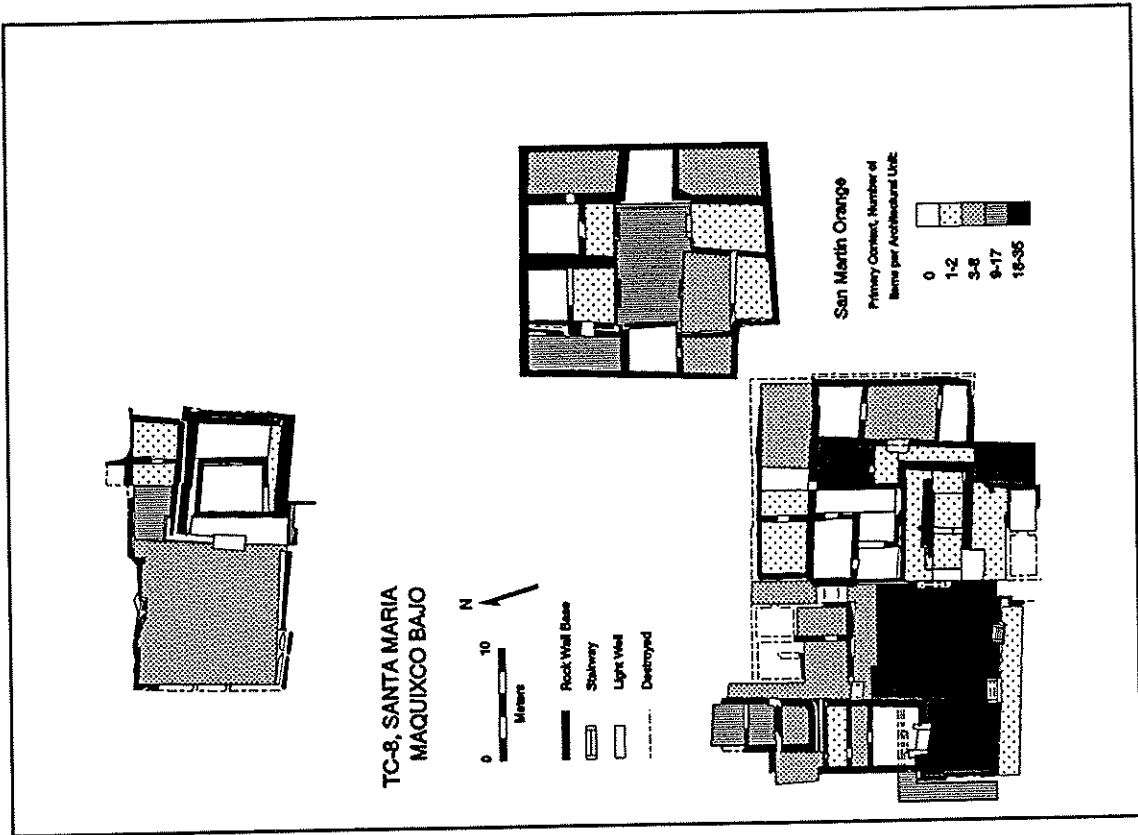 TC-8, SANTA MARIA
MAQUIXCO BAJO
N
0 10
Meters
Rock Wall Base
Stairway
Light Well
Destroyed
San Martin Orange
Primary Context, Number of
Items per Architectural Unit:
0
1-2
3-8
9-17
18-35